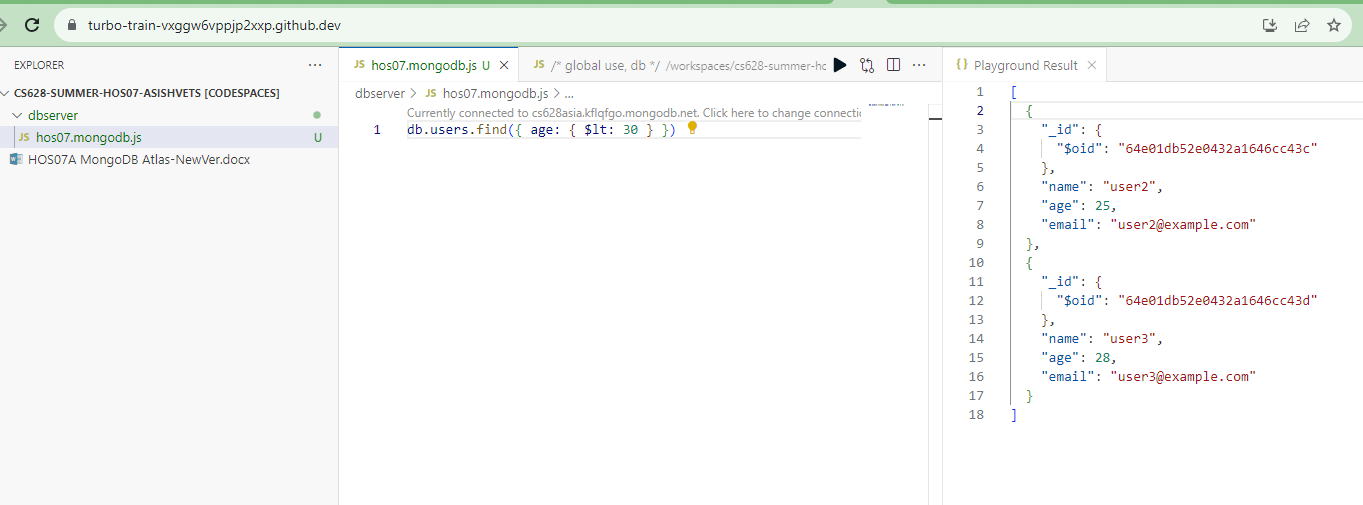 turbo-train-vxggw6vppjp2xxp.github.dev
EXPLORER
CS628-SUMMER-HOS07-ASISHVETS [CODESPACES]
dbserver
JS hos07.mongodb.js U
HOS07A MongoDB Atlas-NewVer.docx
JS hos07.mongodb.js U
JS /* global use, db */ /workspaces/cs628-summer-ho
dbserver > JS hos07.mongodb.js > ...
Currently connected to cs628asia.kflqfgo.mongodb.net. Click here to change connectio
1 db.users.find({ age: { $lt: 30 } })
{} Playground Result
1 [
2 {
3 "_id": {
4 "$oid": "64e01db52e0432a1646cc43c"
5 },
6 "name": "user2",
7 "age": 25,
8 "email": "user2@example.com"
9 },
10 {
11 "_id": {
12 "$oid": "64e01db52e0432a1646cc43d"
13 },
14 "name": "user3",
15 "age": 28,
16 "email": "user3@example.com"
17 }
18 ]